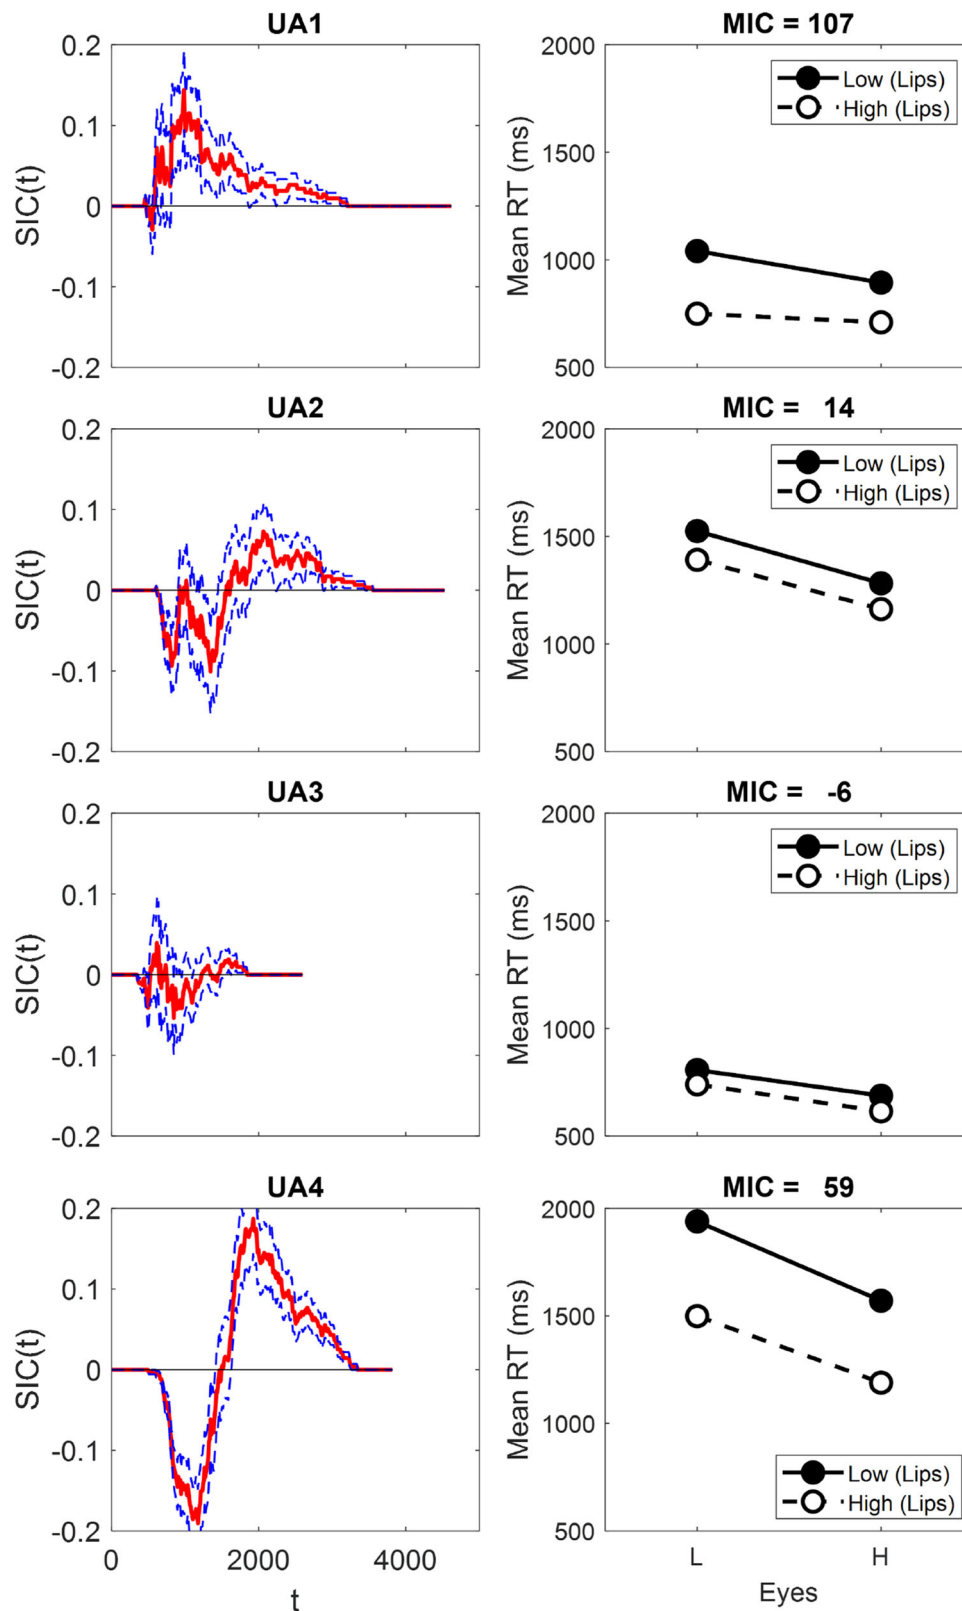 UA1
MIC = 107
0.2
0.1
0
-0.1
-0.2
SIC(t)
2000
1500
1000
500
Mean RT (ms)
Low (Lips)
High (Lips)
UA2
MIC = 14
0.2
0.1
0
-0.1
-0.2
SIC(t)
2000
1500
1000
500
Mean RT (ms)
Low (Lips)
High (Lips)
UA3
MIC = -6
0.2
0.1
0
-0.1
-0.2
SIC(t)
2000
1500
1000
500
Mean RT (ms)
Low (Lips)
High (Lips)
UA4
MIC = 59
0.2
0.1
0
-0.1
-0.2
SIC(t)
0 2000 4000
t
2000
1500
1000
500
Mean RT (ms)
Low (Lips)
High (Lips)
L H
Eyes